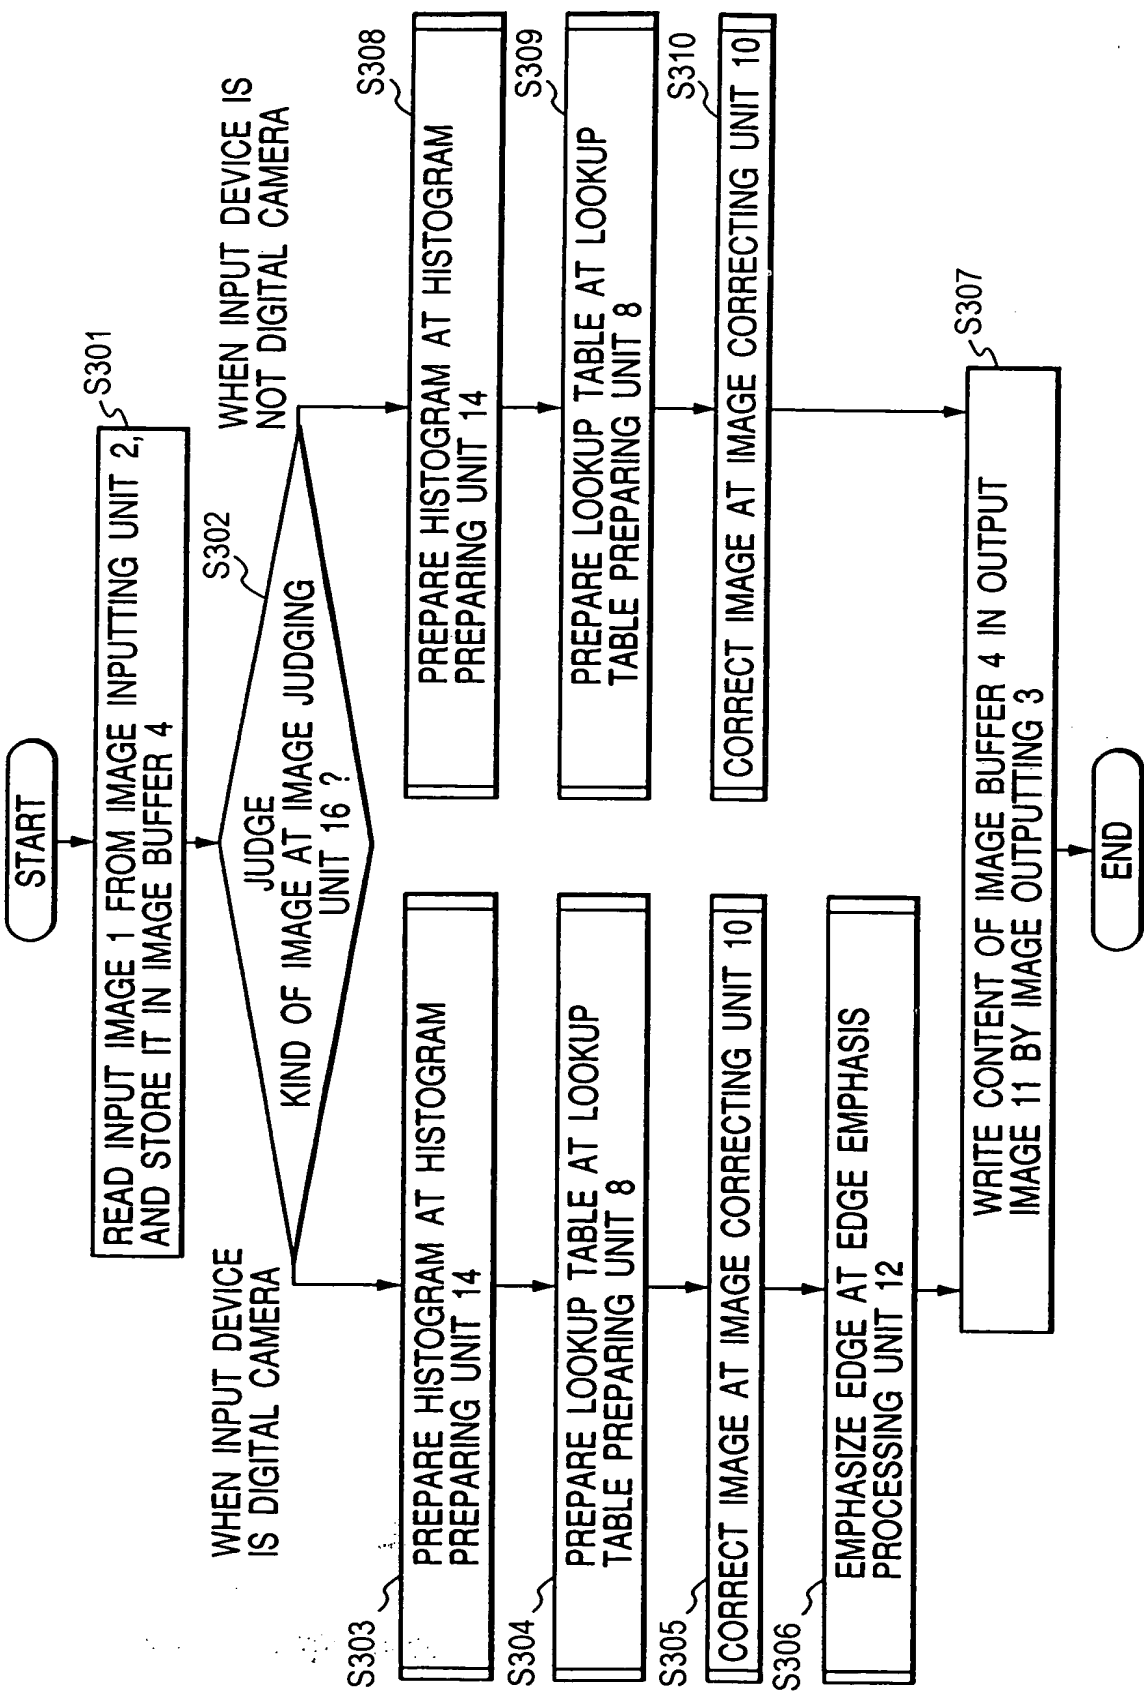 START
READ INPUT IMAGE 1 FROM IMAGE INPUTTING UNIT 2,
AND STORE IT IN IMAGE BUFFER 4
S301
JUDGE
KIND OF IMAGE AT IMAGE JUDGING
UNIT 16 ?
S302
WHEN INPUT DEVICE
IS DIGITAL CAMERA
WHEN INPUT DEVICE IS
NOT DIGITAL CAMERA
S303
PREPARE HISTOGRAM AT HISTOGRAM
PREPARING UNIT 14
S304
PREPARE LOOKUP TABLE AT LOOKUP
TABLE PREPARING UNIT 8
S305
CORRECT IMAGE AT IMAGE CORRECTING UNIT 10
S306
EMPHASIZE EDGE AT EDGE EMPHASIS
PROCESSING UNIT 12
S308
PREPARE HISTOGRAM AT HISTOGRAM
PREPARING UNIT 14
S309
PREPARE LOOKUP TABLE AT LOOKUP
TABLE PREPARING UNIT 8
S310
CORRECT IMAGE AT IMAGE CORRECTING UNIT 10
S307
WRITE CONTENT OF IMAGE BUFFER 4 IN OUTPUT
IMAGE 11 BY IMAGE OUTPUTTING 3
END